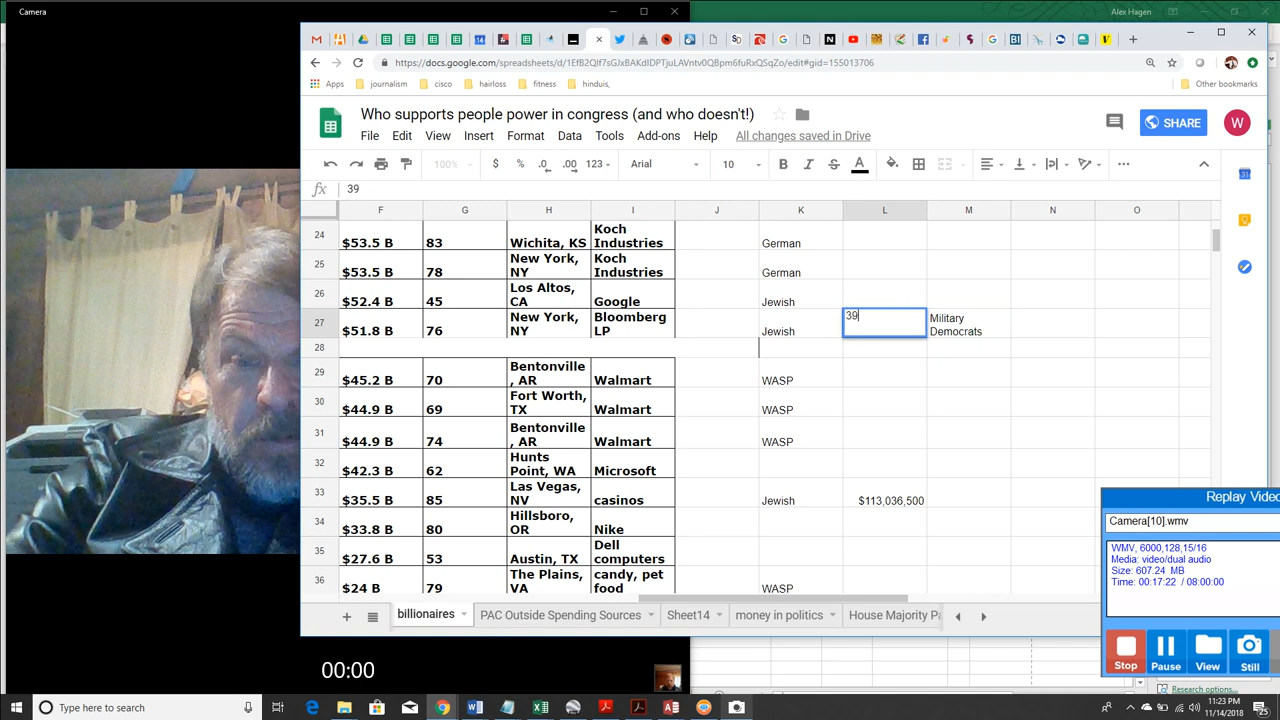 Camera
Alex Hagen
https://docs.google.com/spreadsheets/d/1EfB2Qlf7sGJxBAKdIDPTjuLAVntv0QBpm6fuRxQSqZo/edit#gid=155013706
Apps journalism cisco hairloss fitness hinduis, Other bookmarks
Who supports people power in congress (and who doesn't!)
SHARE W
File Edit View Insert Format Data Tools Add-ons Help All changes saved in Drive
100% $ % .0 .00 123 Arial 10 B I S A
fx 39
F G H I J K L M N O
24 $53.5 B 83 Wichita, KS Koch
Industries German
25 $53.5 B 78 New York,
NY Koch
Industries German
26 $52.4 B 45 Los Altos,
CA Google Jewish
27 $51.8 B 76 New York,
NY Bloomberg
LP Jewish 39 Military
Democrats
28
29 $45.2 B 70 Bentonville
, AR Walmart WASP
30 $44.9 B 69 Fort Worth,
TX Walmart WASP
31 $44.9 B 74 Bentonville
, AR Walmart WASP
32 $42.3 B 62 Hunts
Point, WA Microsoft
33 $35.5 B 85 Las Vegas,
NV casinos Jewish $113,036,500
34 $33.8 B 80 Hillsboro,
OR Nike
35 $27.6 B 53 Austin, TX Dell
computers
36 $24 B 79 The Plains,
VA candy, pet
food WASP
billionaires PAC Outside Spending Sources Sheet14 money in politics House Majority Pa
Replay Video
Camera[10].wmv
WMV, 6000,128,15/16
Media: video/dual audio
Size: 607.24 MB
Time: 00:17:22 / 08:00:00
Stop Pause View Still
Research options...
00:00
Type here to search
11:23 PM
11/14/2018
25